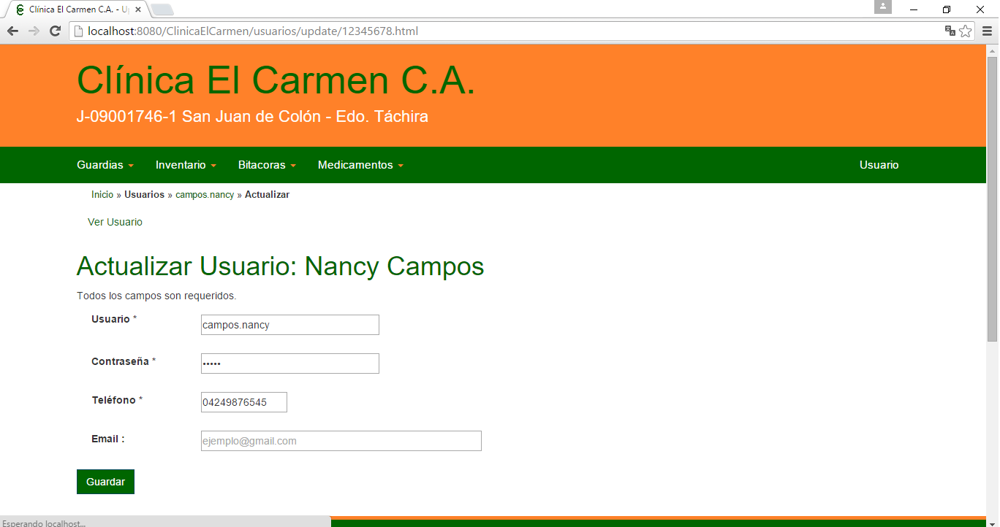 Clínica El Carmen C.A. - Up
localhost:8080/ClinicaElCarmen/usuarios/update/12345678.html
Clínica El Carmen C.A.
J-09001746-1 San Juan de Colón - Edo. Táchira
Guardias Inventario Bitacoras Medicamentos Usuario
Inicio » Usuarios » campos.nancy » Actualizar
Ver Usuario
Actualizar Usuario: Nancy Campos
Todos los campos son requeridos.
Usuario * campos.nancy
Contraseña * •••••
Teléfono * 04249876545
Email : ejemplo@gmail.com
Guardar
Esperando localhost...